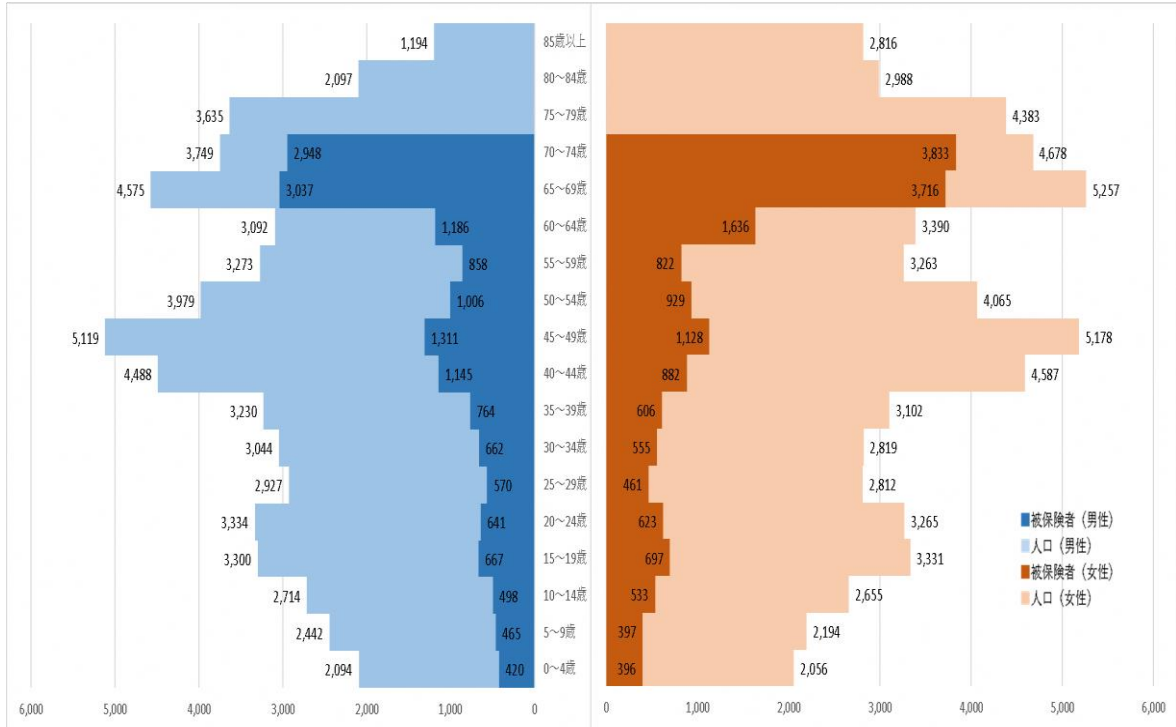 1,194 85歳以上 2,816
2,097 80～84歳 2,988
3,635 75～79歳 4,383
3,749 2,948 70～74歳 3,833 4,678
4,575 3,037 65～69歳 3,716 5,257
3,092 1,186 60～64歳 1,636 3,390
3,273 858 55～59歳 822 3,263
3,979 1,006 50～54歳 929 4,065
5,119 1,311 45～49歳 1,128 5,178
4,488 1,145 40～44歳 882 4,587
3,230 764 35～39歳 606 3,102
3,044 662 30～34歳 555 2,819
2,927 570 25～29歳 461 2,812
3,334 641 20～24歳 623 3,265
3,300 667 15～19歳 697 3,331
2,714 498 10～14歳 533 2,655
2,442 465 5～9歳 397 2,194
2,094 420 0～4歳 396 2,056
被保険者（男性）
人口（男性）
被保険者（女性）
人口（女性）
6,000 5,000 4,000 3,000 2,000 1,000 0 0 1,000 2,000 3,000 4,000 5,000 6,000